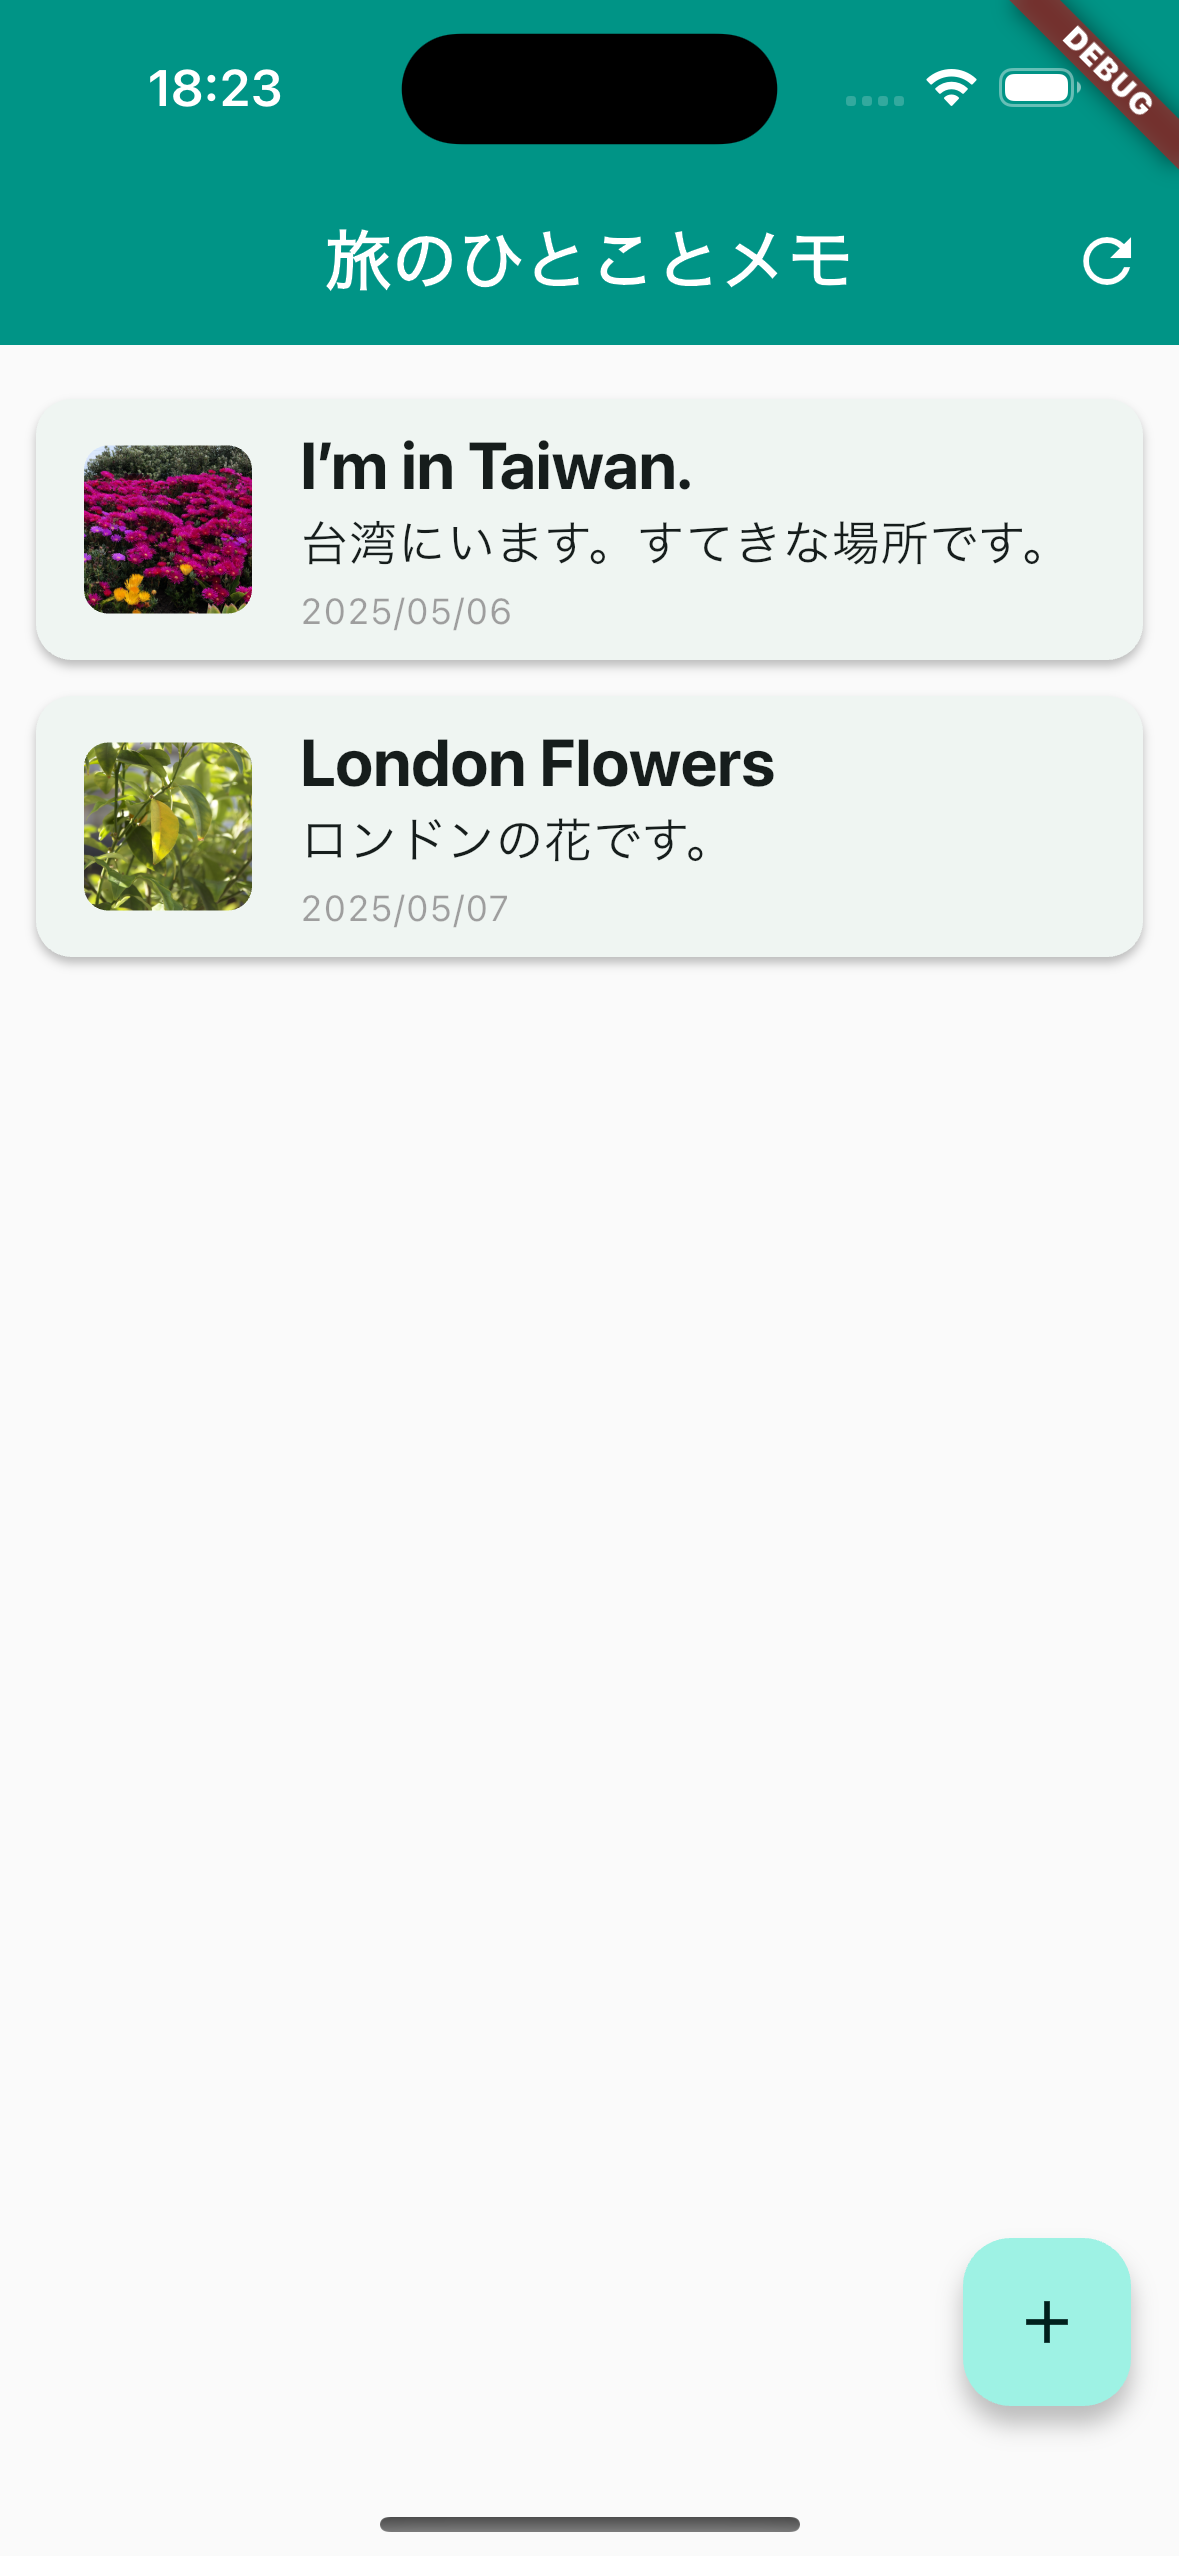 18:23
DEBUG
旅のひとことメモ
I'm in Taiwan.
台湾にいます。すてきな場所です。
2025/05/06
London Flowers
ロンドンの花です。
2025/05/07